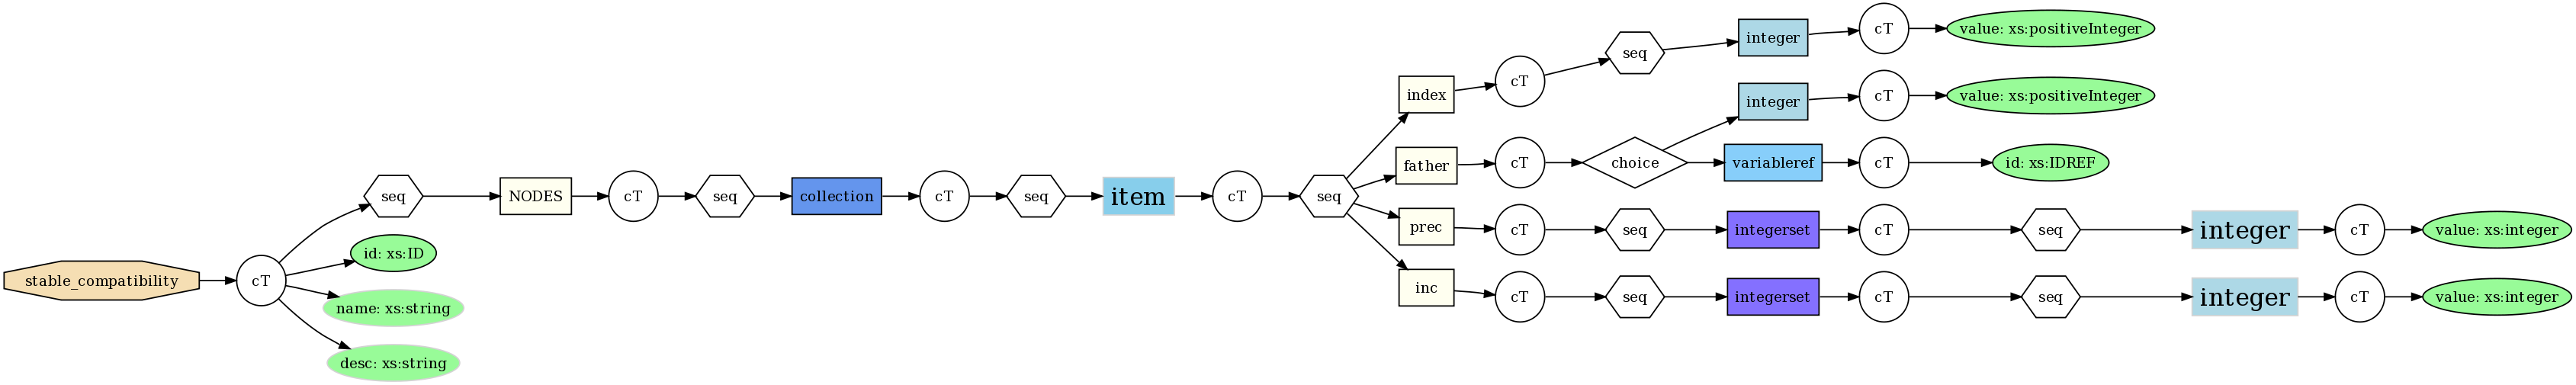 stable_compatibility
cT
seq
id: xs:ID
name: xs:string
desc: xs:string
NODES
cT
seq
collection
cT
seq
item
cT
seq
index
cT
seq
integer
cT
value: xs:positiveInteger
father
cT
choice
integer
cT
value: xs:positiveInteger
variableref
cT
id: xs:IDREF
prec
cT
seq
integerset
cT
seq
integer
cT
value: xs:integer
inc
cT
seq
integerset
cT
seq
integer
cT
value: xs:integer